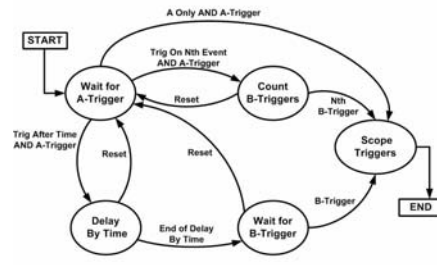 A Only AND A-Trigger
START
Trig On Nth Event
AND A-Trigger
Wait for
A-Trigger
Count
B-Triggers
Reset
Nth
B-Trigger
Trig After Time
AND A-Trigger
Reset
Reset
Scope
Triggers
B-Trigger
END
Delay
By Time
End of Delay
By Time
Wait for
B-Trigger